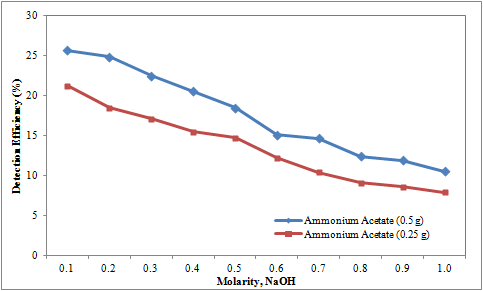 30
25
20
15
10
5
0
Detection Efficiency (%)
Ammonium Acetate (0.5 g)
Ammonium Acetate (0.25 g)
0.1 0.2 0.3 0.4 0.5 0.6 0.7 0.8 0.9 1.0
Molarity, NaOH